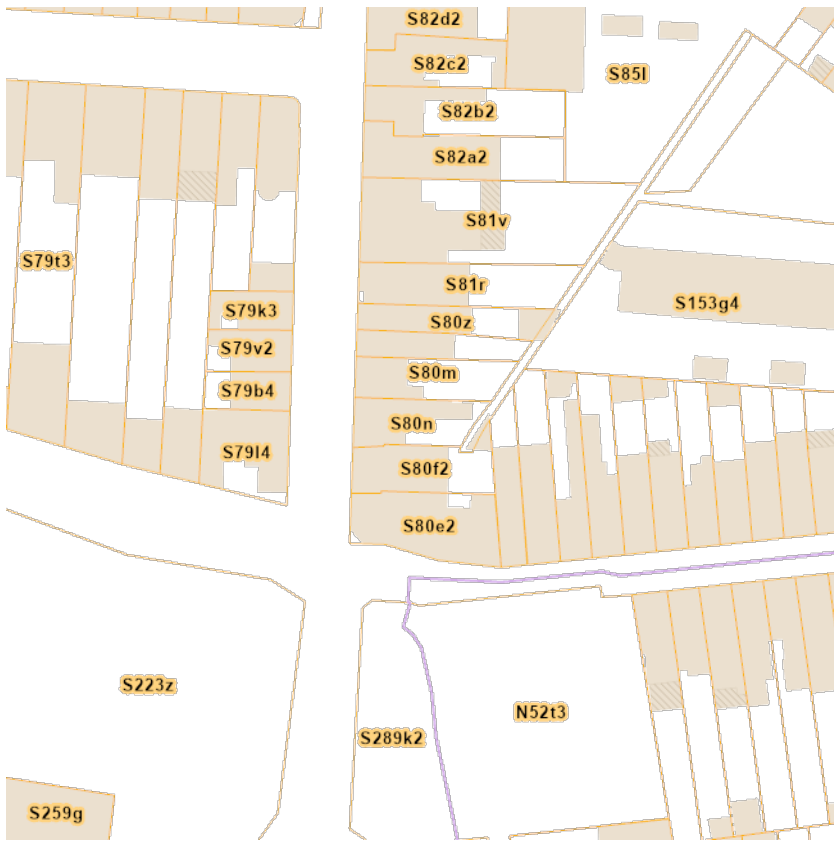 S82d2
S82c2
S85l
S82b2
S82a2
S81v
S79t3
S81r
S153g4
S79k3
S80z
S79v2
S80m
S79b4
S80n
S79l4
S80f2
S80e2
S223z
N52t3
S289k2
S259g